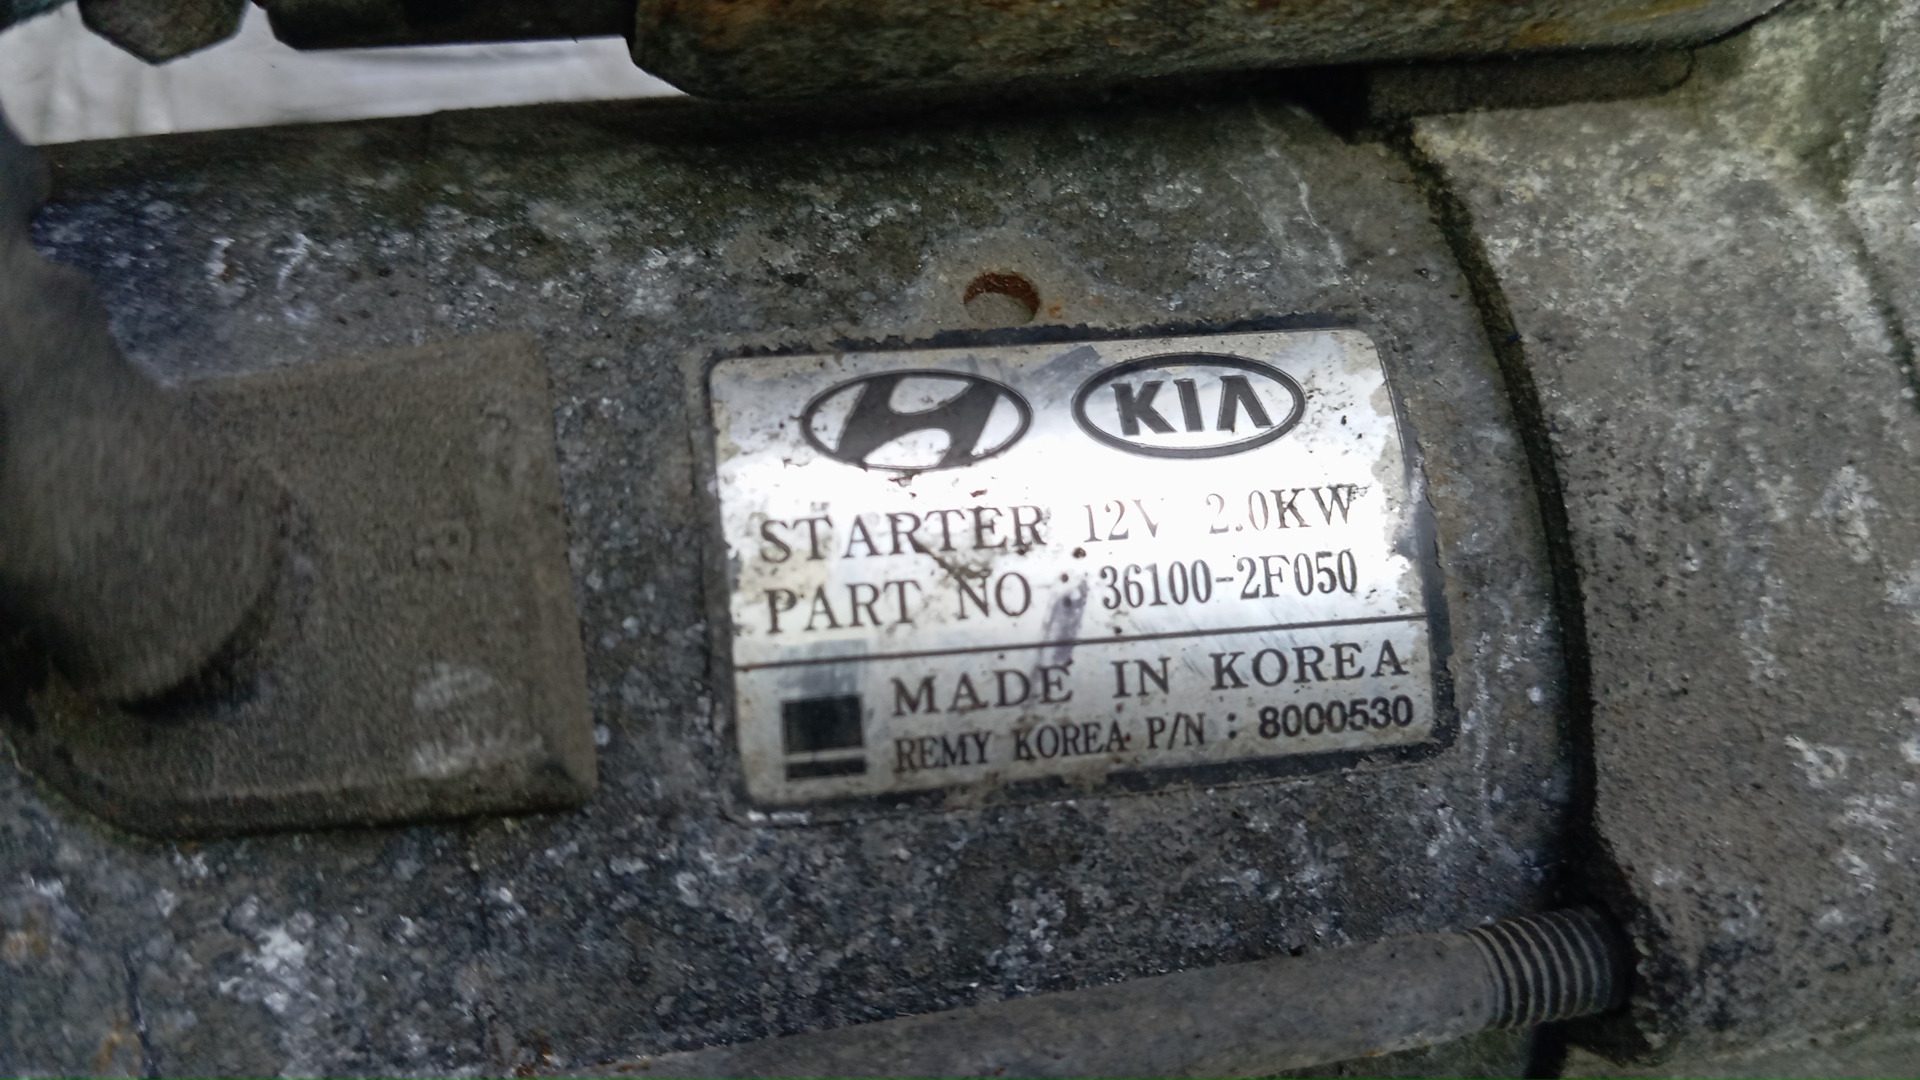 KIA
STARTER 12V 2.0KW
PART NO : 36100-2F050
MADE IN KOREA
REMY KOREA P/N : 8000530